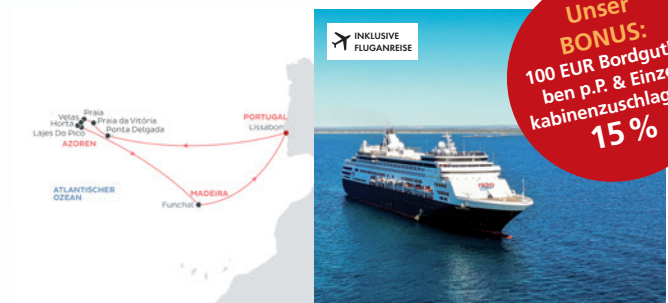 Praia
Velas
Horta
Praia da Vitória
Lajes Do Pico
Ponta Delgada
AZOREN
PORTUGAL
Lissabon
ATLANTISCHER
OZEAN
MADEIRA
Funchal
INKLUSIVE
FLUGANREISE
Unser
BONUS:
100 EUR Bordgut
ben p.P. & Einze
kabinenzuschlag
15 %